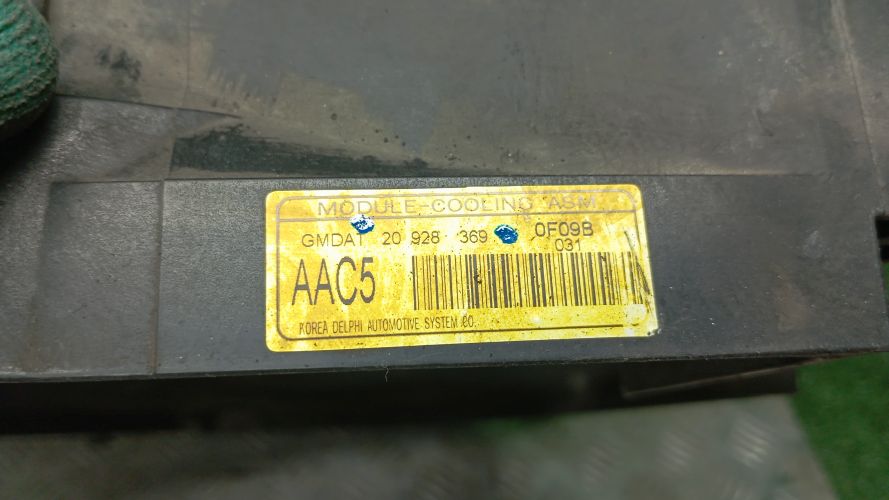 MODULE-COOLING ASM
GMDAT 20 928 369 0F09B
031
AAC5
KOREA DELPHI AUTOMOTIVE SYSTEM CO.